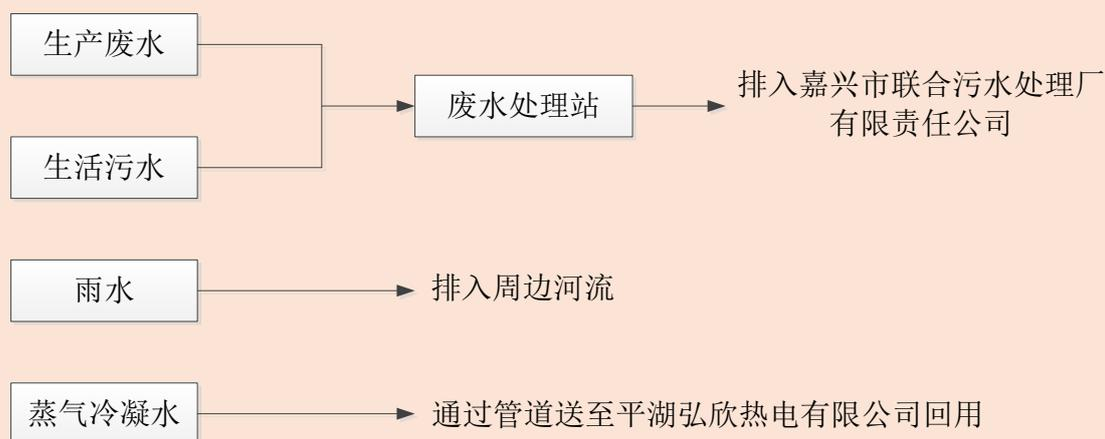 生产废水
生活污水
废水处理站
排入嘉兴市联合污水处理厂
有限责任公司
雨水
排入周边河流
蒸气冷凝水
通过管道送至平湖弘欣热电有限公司回用